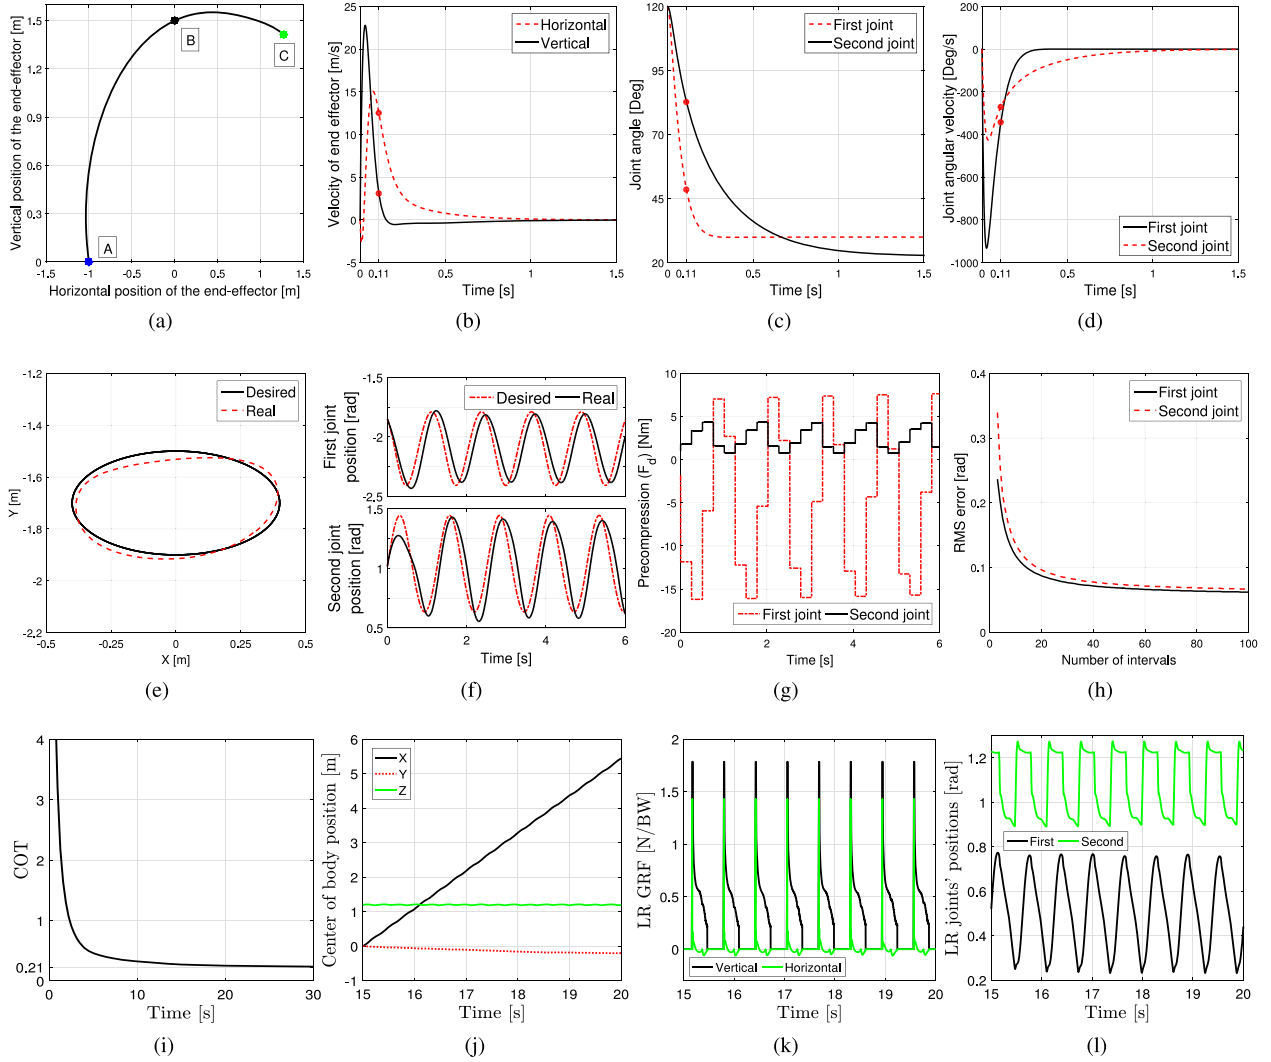 Vertical position of the end-effector [m]
1.5
1.2
0.9
0.6
0.3
0
A
B
C
-1.5 -1 -0.5 0 0.5 1 1.5
Horizontal position of the end-effector [m]
(a)
Velocity of end effector [m/s]
25
20
15
10
5
0
-5
Horizontal
Vertical
0 0.11 0.5 1 1.5
Time [s]
(b)
Joint angle [Deg]
120
95
70
45
20
First joint
Second joint
0 0.11 0.5 1 1.5
Time [s]
(c)
Joint angular velocity [Deg/s]
200
0
-200
-400
-600
-800
-1000
First joint
Second joint
0 0.11 0.5 1 1.5
Time [s]
(d)
Y [m]
-1.2
-1.4
-1.6
-1.8
-2
-2.2
Desired
Real
-0.5 -0.25 0 0.25 0.5
X [m]
(e)
First joint
position [rad]
-1.5
-2
-2.5
Desired Real
Second joint
position [rad]
1.5
1
0.5
0 2 4 6
Time [s]
(f)
Precompression (F_d) [Nm]
10
5
0
-5
-10
-15
-20
First joint Second joint
0 2 4 6
Time [s]
(g)
RMS error [rad]
0.4
0.3
0.2
0.1
0
First joint
Second joint
0 20 40 60 80 100
Number of intervals
(h)
COT
4
3
2
1
0.21
0
0 10 20 30
Time [s]
(i)
Center of body position [m]
6
5
4
3
2
1
0
-1
X
Y
Z
15 16 17 18 19 20
Time [s]
(j)
LR GRF [N/BW]
2
1.5
1
0.5
0
Vertical Horizontal
15 16 17 18 19 20
Time [s]
(k)
LR joints' positions [rad]
1.2
1
0.8
0.6
0.4
0.2
First Second
15 16 17 18 19 20
Time [s]
(l)